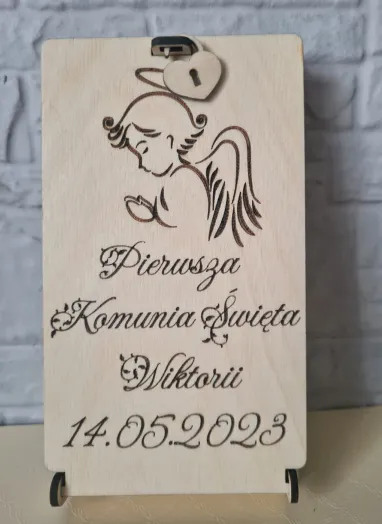 Pierwsza
Komunia Święta
Wiktorii
14.05.2023